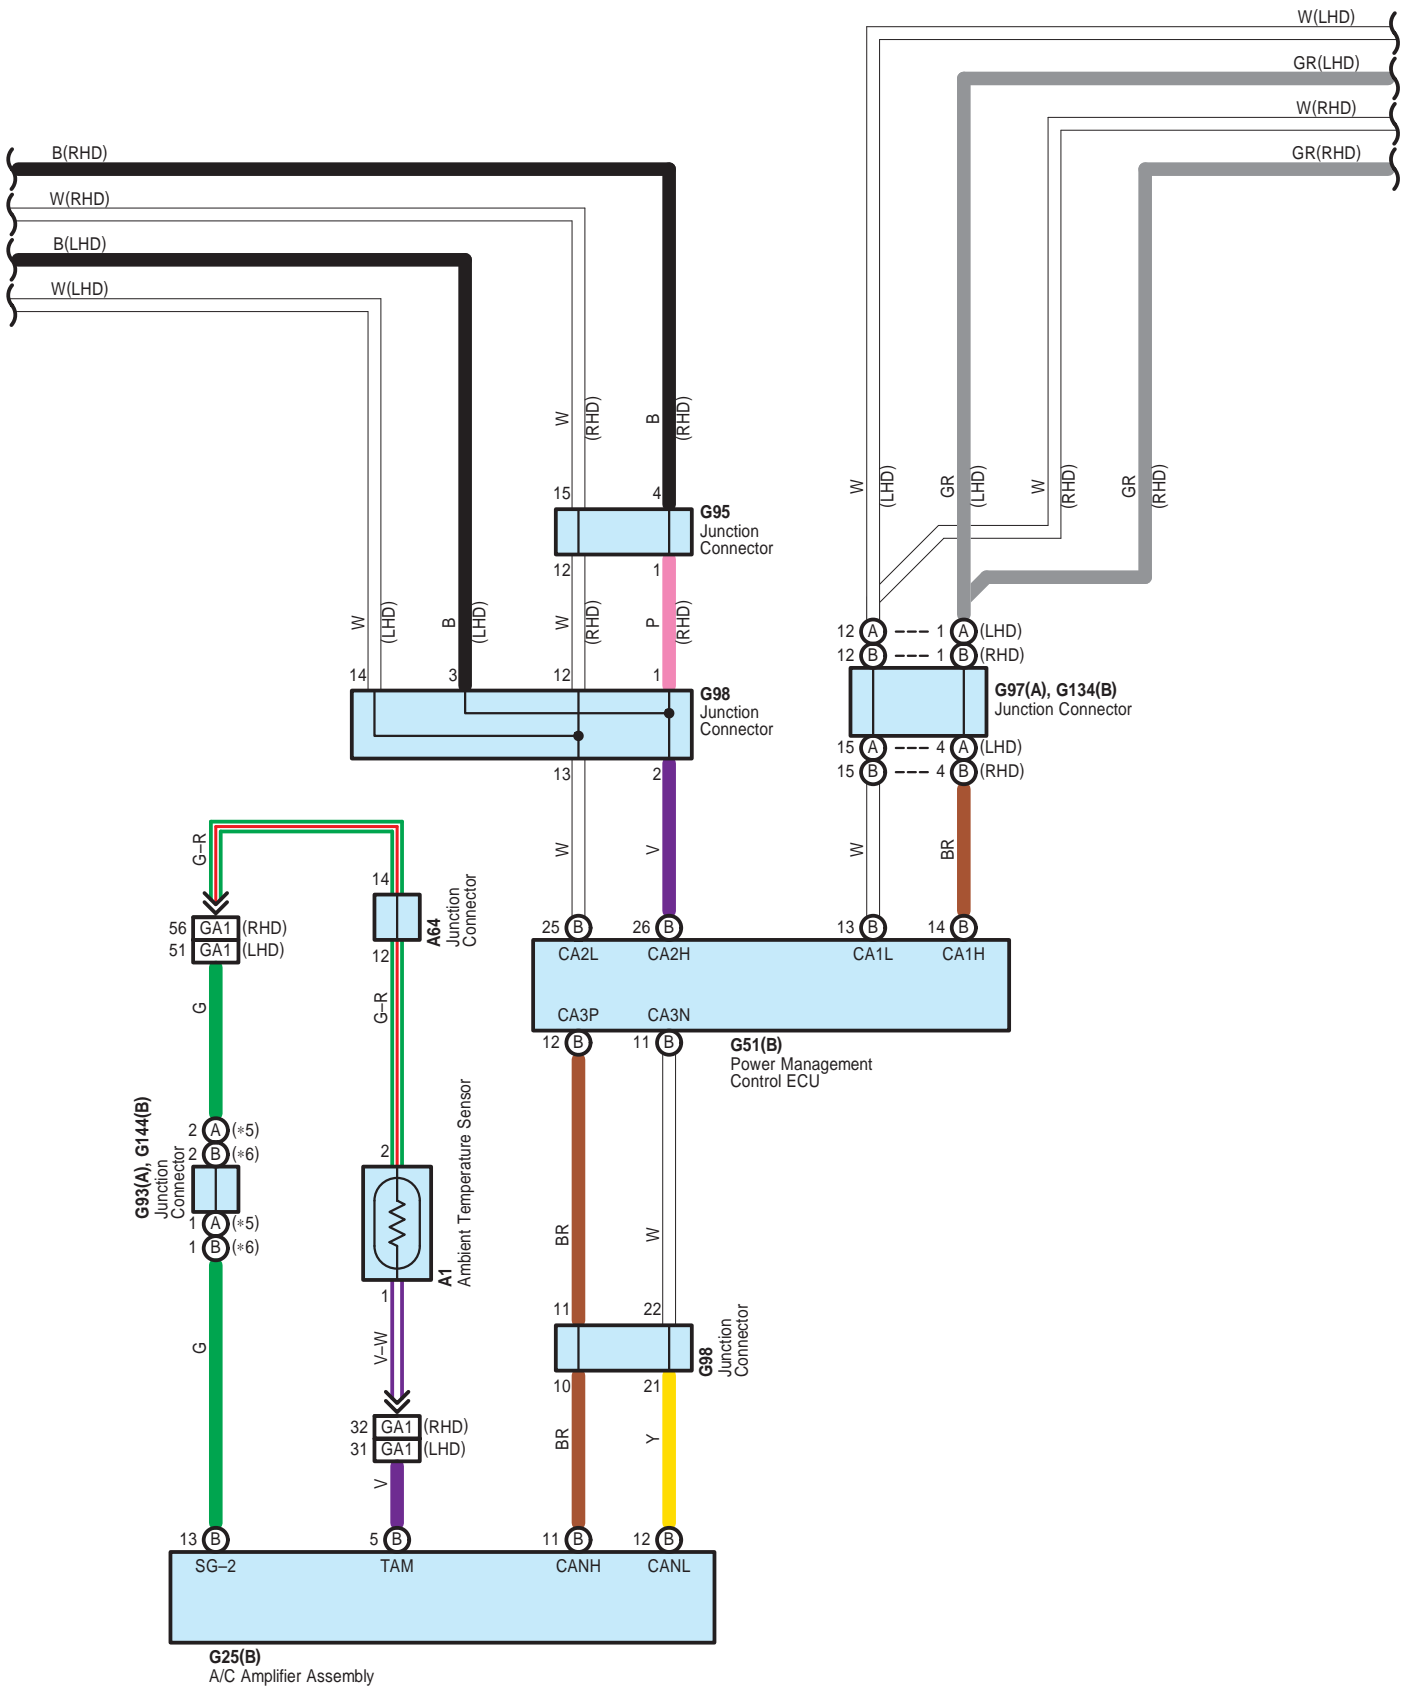 W(LHD)
GR(LHD)
W(RHD)
GR(RHD)
B(RHD)
W(RHD)
B(LHD)
W(LHD)
W
(RHD)
B
(RHD)
W
(LHD)
GR
(LHD)
W
(RHD)
GR
(RHD)
15
4
G95
Junction
Connector
12
1
W
(LHD)
B
(LHD)
W
(RHD)
P
(RHD)
14
3
12
1
G98
Junction
Connector
13
2
12 A 1 A (LHD)
12 B 1 B (RHD)
G97(A), G134(B)
Junction Connector
15 A 4 A (LHD)
15 B 4 B (RHD)
W
V
W
BR
G–R
14
A64
Junction
Connector
12
G–R
56 GA1 (RHD)
51 GA1 (LHD)
G
25 B
26 B
13 B
14 B
CA2L
CA2H
CA1L
CA1H
CA3P
CA3N
12 B
11 B
G51(B)
Power Management
Control ECU
2 A (*5)
2 B (*6)
G93(A), G144(B)
Junction
Connector
1 A (*5)
1 B (*6)
2
A1
Ambient Temperature Sensor
1
BR
W
11
22
G98
Junction
Connector
10
21
G
V–W
32 GA1 (RHD)
31 GA1 (LHD)
V
BR
Y
13 B
5 B
11 B
12 B
SG–2
TAM
CANH
CANL
G25(B)
A/C Amplifier Assembly